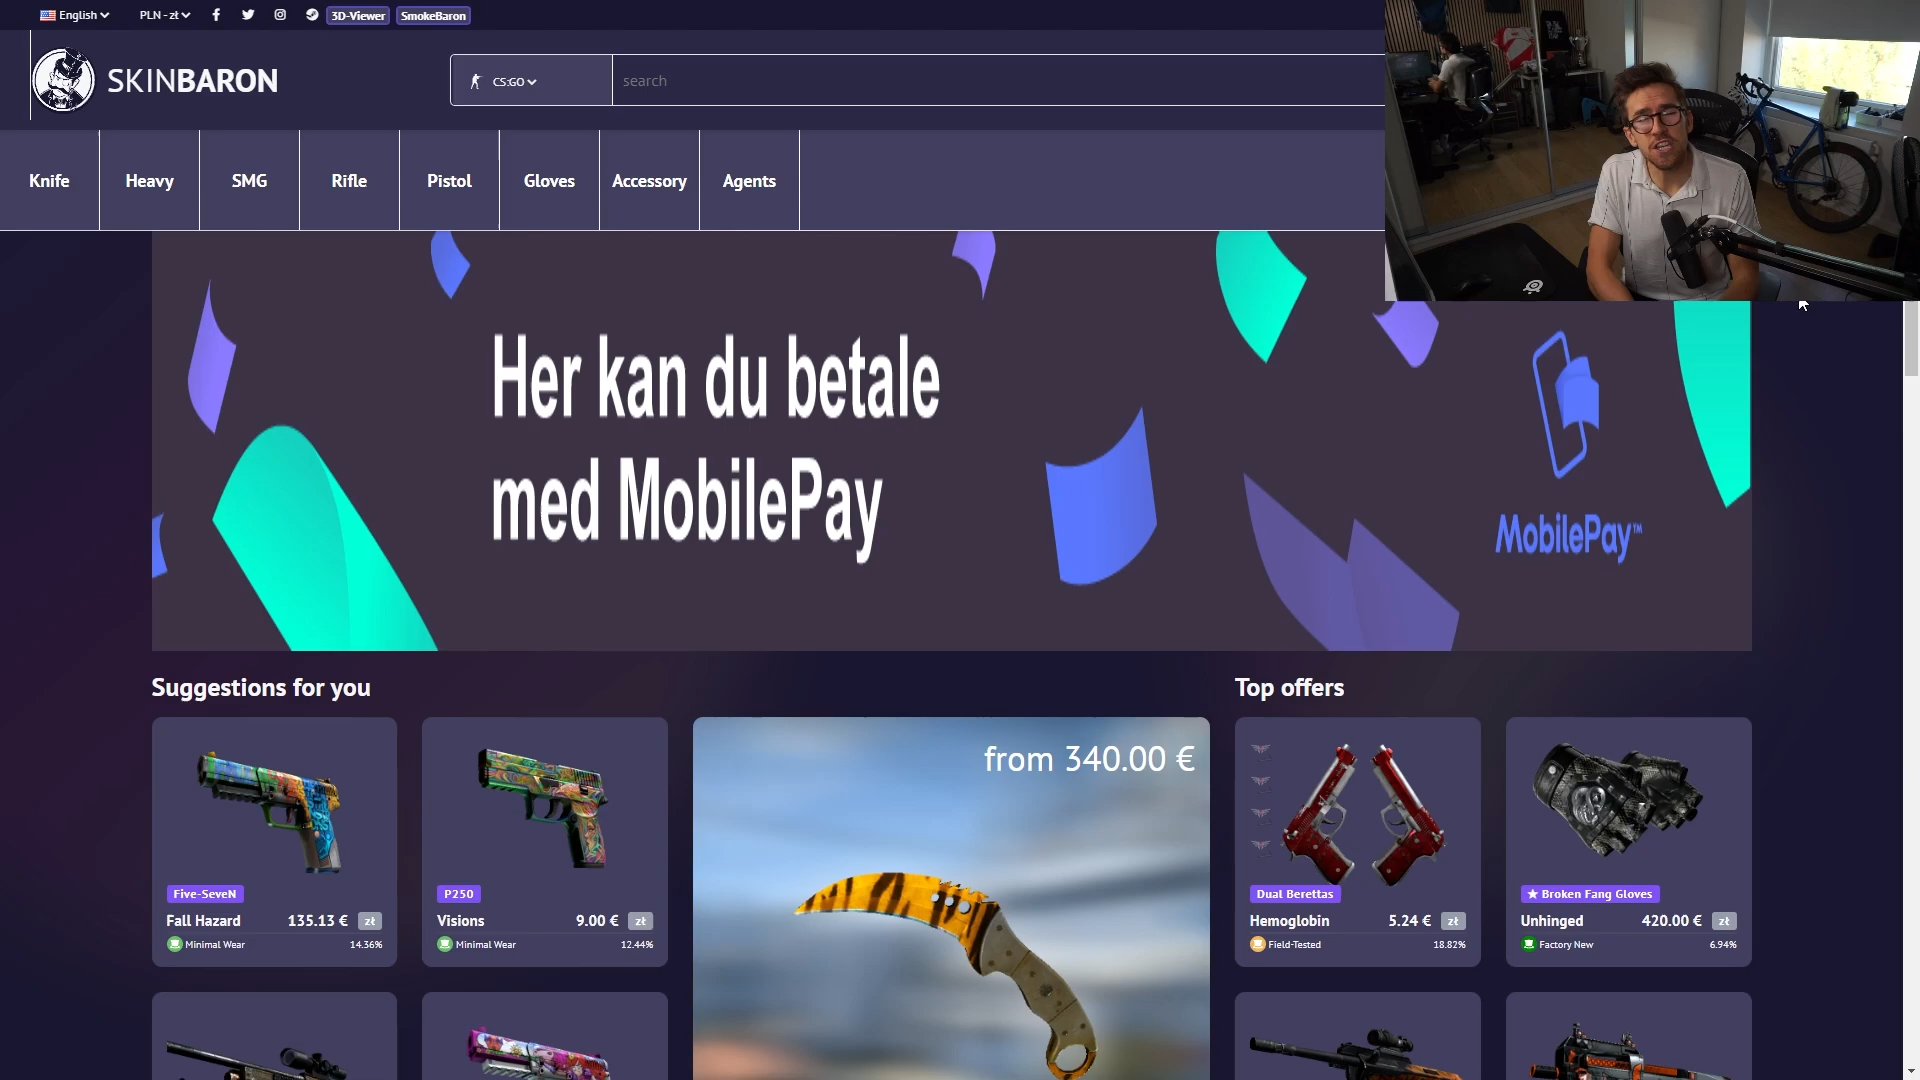 English
PLN - zł
3D-Viewer
SmokeBaron
SKINBARON
CS:GO
search
Knife
Heavy
SMG
Rifle
Pistol
Gloves
Accessory
Agents
Her kan du betale
med MobilePay
MobilePay™
Suggestions for you
Top offers
Five-SeveN
Fall Hazard 135.13 € zł
Minimal Wear 14.36%
P250
Visions 9.00 € zł
Minimal Wear 12.44%
from 340.00 €
Dual Berettas
Hemoglobin 5.24 € zł
Field-Tested 18.82%
★ Broken Fang Gloves
Unhinged 420.00 € zł
Factory New 6.94%